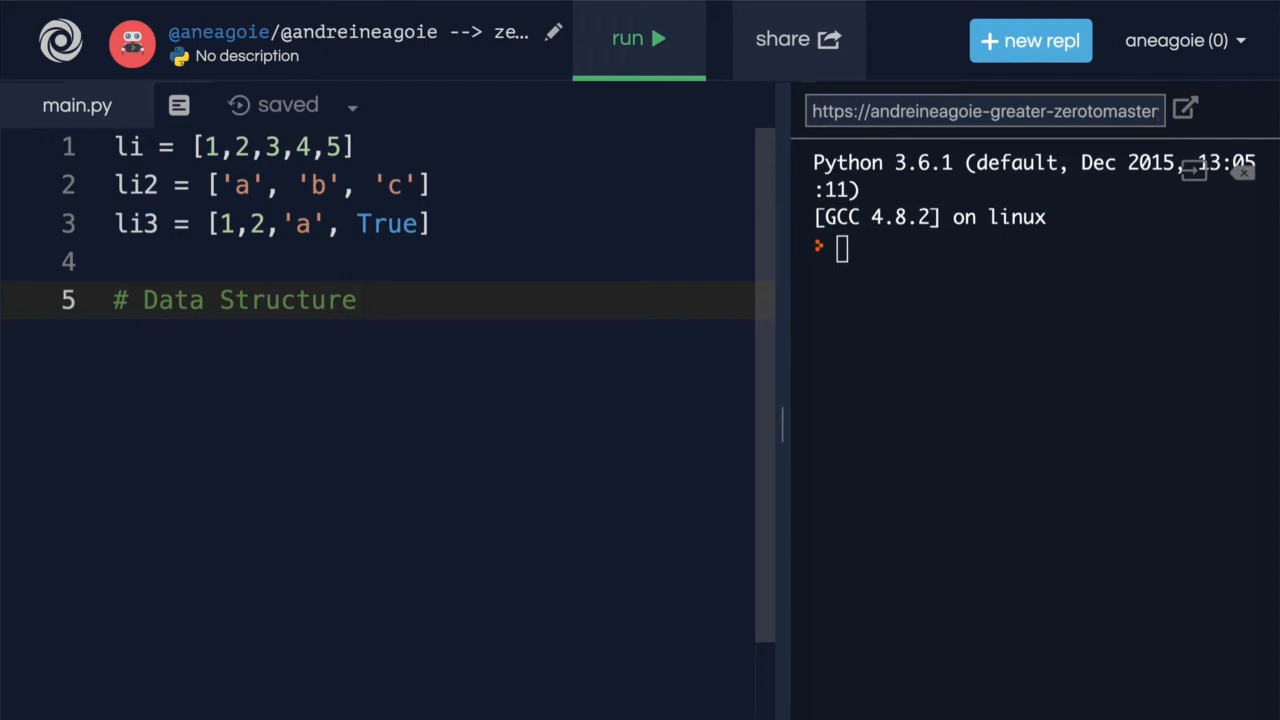 @aneagoie/@andreineagoie --> ze...
No description
run
share
+ new repl
aneagoie (0)
main.py
saved
https://andreineagoie-greater-zerotomaster
1 li = [1,2,3,4,5]
2 li2 = ['a', 'b', 'c']
3 li3 = [1,2,'a', True]
4
5 # Data Structure
Python 3.6.1 (default, Dec 2015, 13:05
:11)
[GCC 4.8.2] on linux